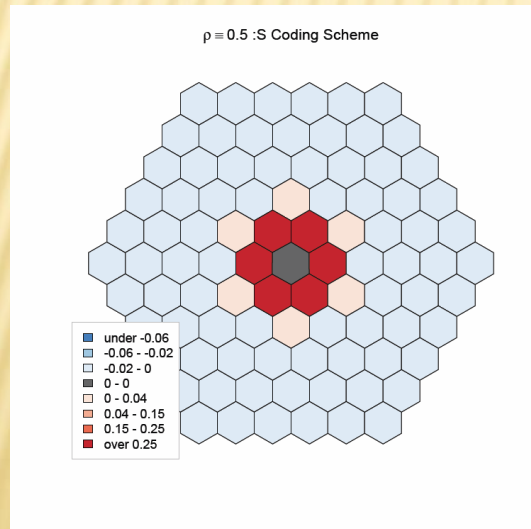 ρ = 0.5 :S Coding Scheme
under -0.06
-0.06 - -0.02
-0.02 - 0
0 - 0
0 - 0.04
0.04 - 0.15
0.15 - 0.25
over 0.25